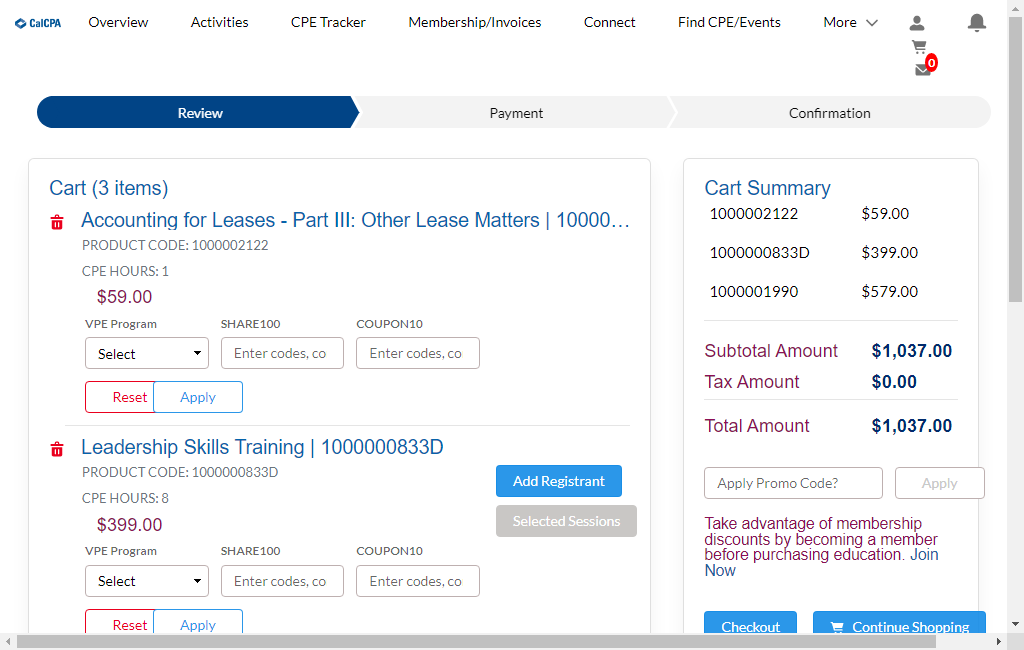 CalCPA
Overview
Activities
CPE Tracker
Membership/Invoices
Connect
Find CPE/Events
More
0
Review
Payment
Confirmation
Cart (3 items)
Accounting for Leases - Part III: Other Lease Matters | 10000...
PRODUCT CODE: 1000002122
CPE HOURS: 1
$59.00
VPE Program
SHARE100
COUPON10
Select
Enter codes, co
Enter codes, co
Reset
Apply
Leadership Skills Training | 1000000833D
PRODUCT CODE: 1000000833D
CPE HOURS: 8
$399.00
Add Registrant
Selected Sessions
VPE Program
SHARE100
COUPON10
Select
Enter codes, co
Enter codes, co
Reset
Apply
Cart Summary
1000002122 $59.00
1000000833D $399.00
1000001990 $579.00
Subtotal Amount $1,037.00
Tax Amount $0.00
Total Amount $1,037.00
Apply Promo Code?
Apply
Take advantage of membership
discounts by becoming a member
before purchasing education. Join
Now
Checkout
Continue Shopping